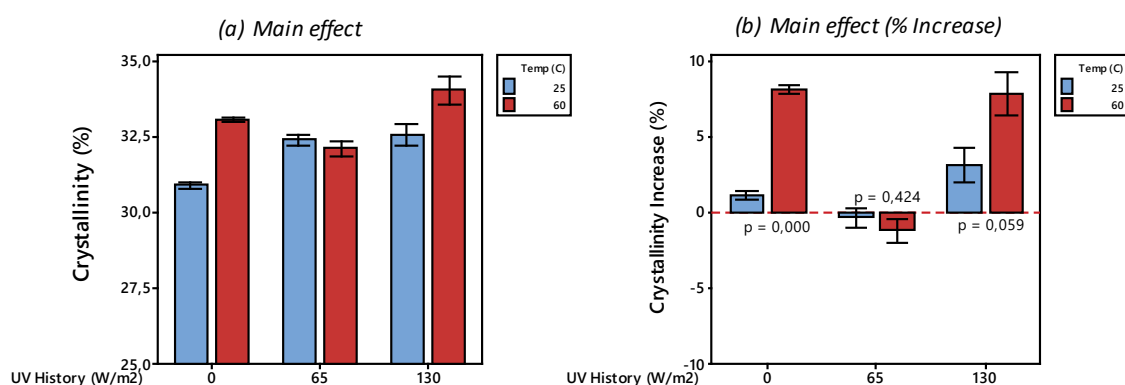 (a) Main effect
Crystallinity (%)
35,0
32,5
30,0
27,5
25,0
UV History (W/m2)
0
65
130
Temp (C)
25
60
(b) Main effect (% Increase)
Crystallinity Increase (%)
10
5
0
-5
-10
p = 0,000
p = 0,424
p = 0,059
UV History (W/m2)
0
65
130
Temp (C)
25
60